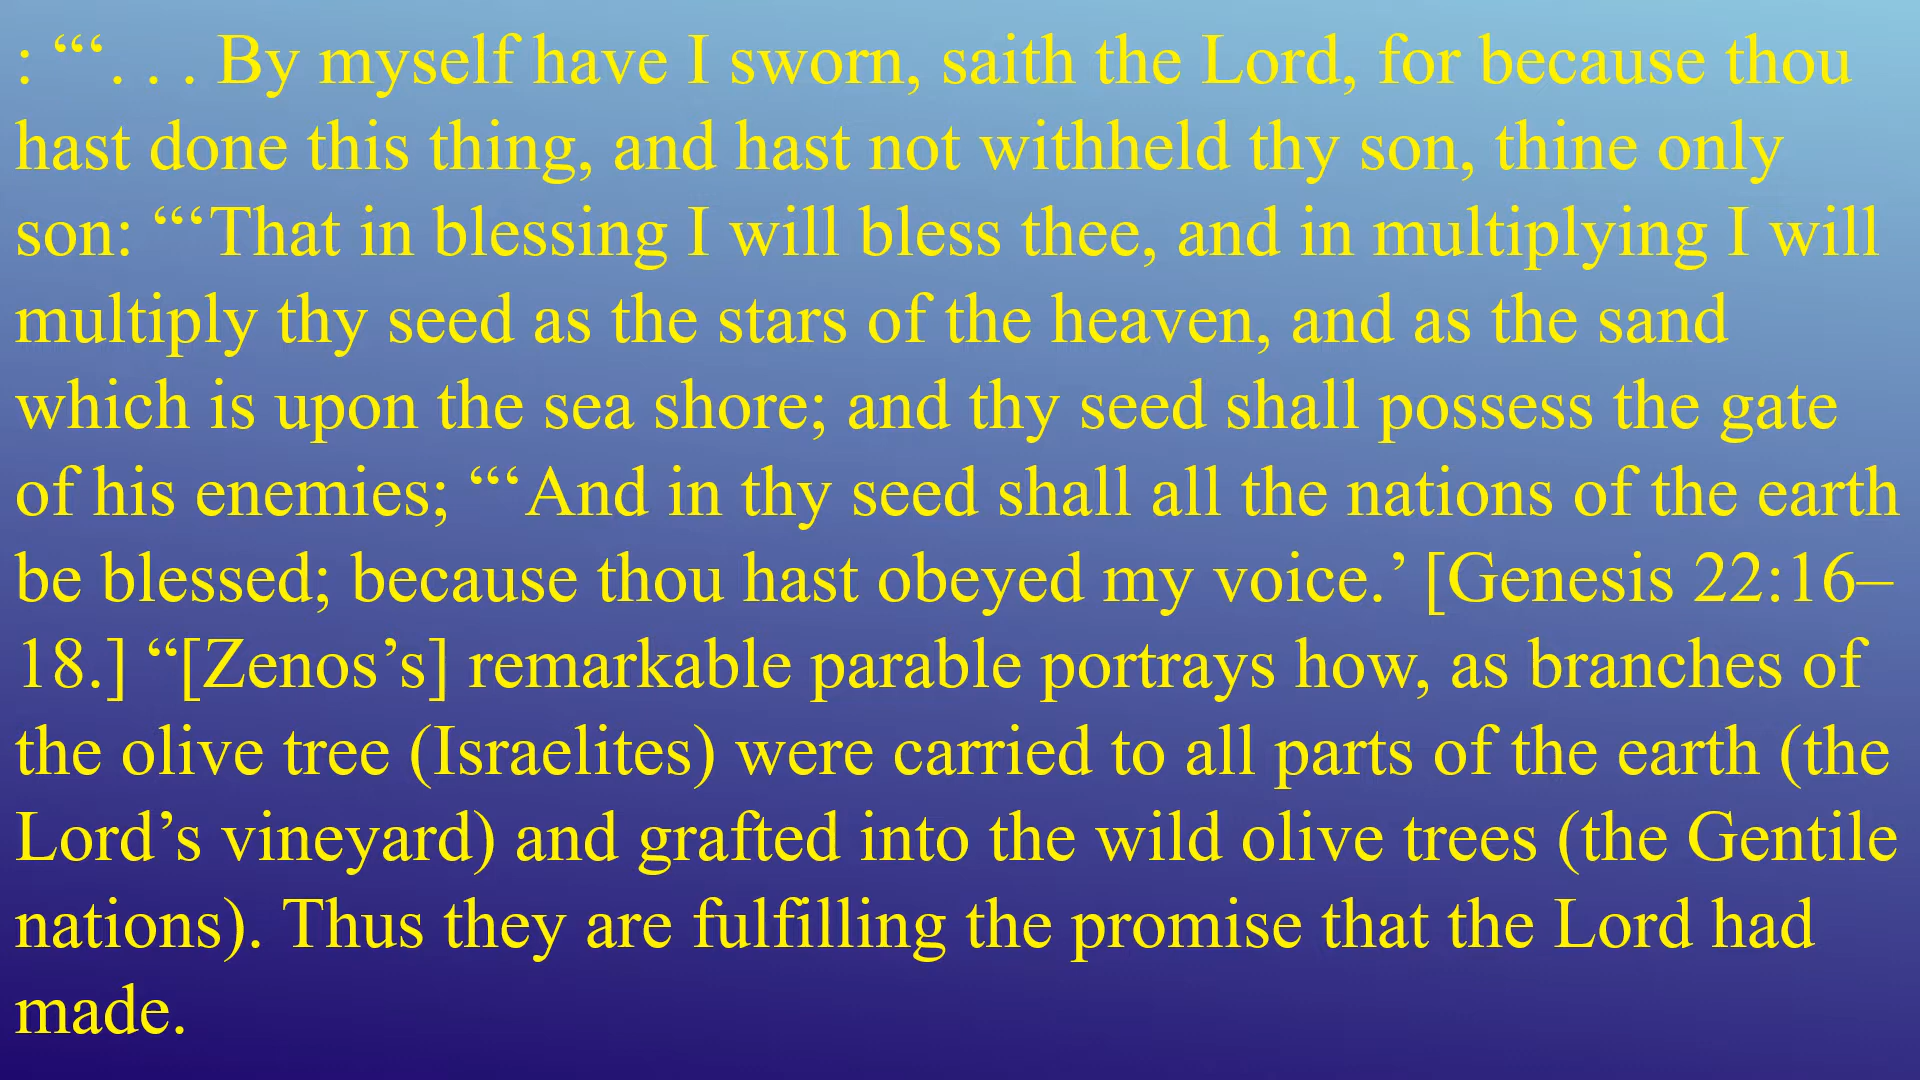 : “‘. . . By myself have I sworn, saith the Lord, for because thou
hast done this thing, and hast not withheld thy son, thine only
son: “‘That in blessing I will bless thee, and in multiplying I will
multiply thy seed as the stars of the heaven, and as the sand
which is upon the sea shore; and thy seed shall possess the gate
of his enemies; “‘And in thy seed shall all the nations of the earth
be blessed; because thou hast obeyed my voice.’ [Genesis 22:16–
18.] “[Zenos’s] remarkable parable portrays how, as branches of
the olive tree (Israelites) were carried to all parts of the earth (the
Lord’s vineyard) and grafted into the wild olive trees (the Gentile
nations). Thus they are fulfilling the promise that the Lord had
made.